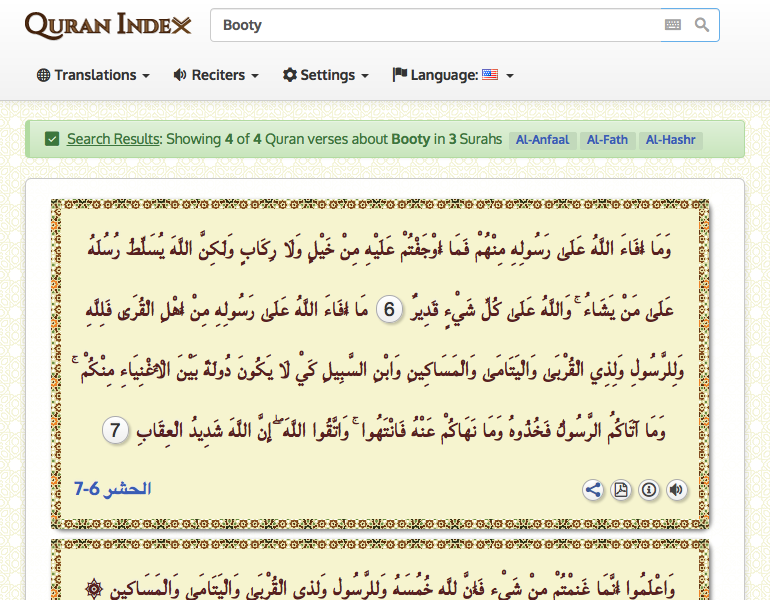 QURAN INDEX
Booty
Translations
Reciters
Settings
Language:
Search Results: Showing 4 of 4 Quran verses about Booty in 3 Surahs Al-Anfaal Al-Fath Al-Hashr
وَمَا أَفَاءَ اللَّهُ عَلَىٰ رَسُولِهِ مِنْهُمْ فَمَا أَوْجَفْتُمْ عَلَيْهِ مِنْ خَيْلٍ وَلَا رِكَابٍ وَلَٰكِنَّ اللَّهَ يُسَلِّطُ رُسُلَهُ
عَلَىٰ مَنْ يَشَاءُ ۚ وَاللَّهُ عَلَىٰ كُلِّ شَيْءٍ قَدِيرٌ 6 مَا أَفَاءَ اللَّهُ عَلَىٰ رَسُولِهِ مِنْ أَهْلِ الْقُرَىٰ فَلِلَّهِ
وَلِلرَّسُولِ وَلِذِي الْقُرْبَىٰ وَالْيَتَامَىٰ وَالْمَسَاكِينِ وَابْنِ السَّبِيلِ كَيْ لَا يَكُونَ دُولَةً بَيْنَ الْأَغْنِيَاءِ مِنْكُمْ ۚ
وَمَا آتَاكُمُ الرَّسُولُ فَخُذُوهُ وَمَا نَهَاكُمْ عَنْهُ فَانْتَهُوا ۚ وَاتَّقُوا اللَّهَ ۖ إِنَّ اللَّهَ شَدِيدُ الْعِقَابِ 7
الحشر 6-7
۞ وَاعْلَمُوا أَنَّمَا غَنِمْتُمْ مِنْ شَيْءٍ فَأَنَّ لِلَّهِ خُمُسَهُ وَلِلرَّسُولِ وَلِذِي الْقُرْبَىٰ وَالْيَتَامَىٰ وَالْمَسَاكِينِ